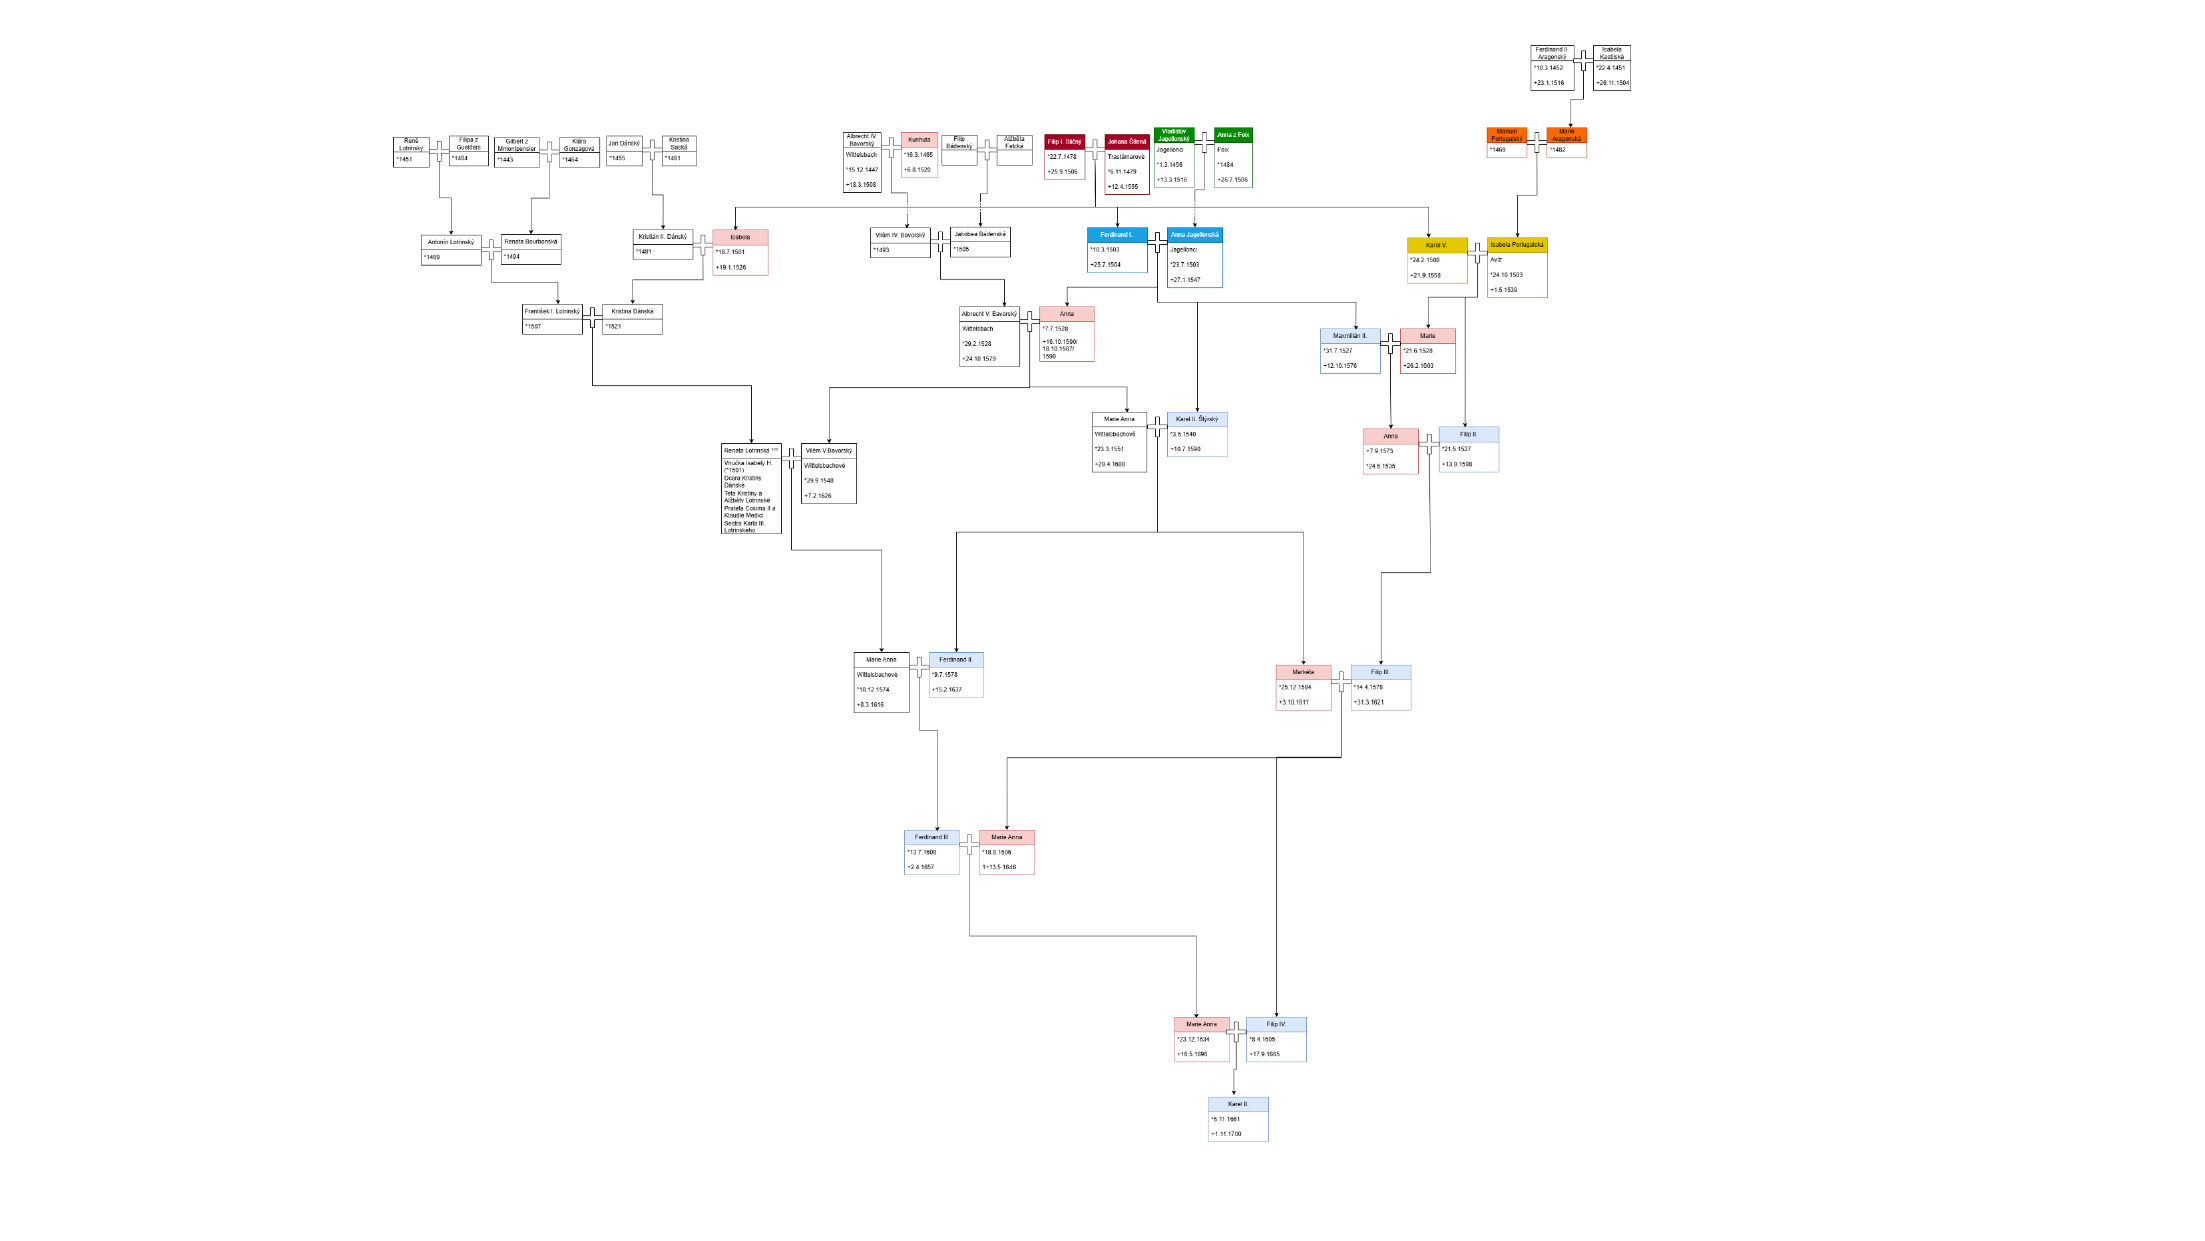 Ferdinand II.
Aragonský
*10.3.1452
+23.1.1516
Isabela
Kastilská
*22.4.1451
+26.11.1504
René
Lotrinský
*1451
Filipa z
Guelders
*1464
Gilbert z
Mmontpensier
*1443
Klára
Gonzagová
*1464
Jan Dánský
*1455
Kristina
Saská
*1461
Albrecht IV.
Bavorský
Wittelsbach
*15.12.1447
+18.3.1508
Kunhuta
*16.3.1465
+6.8.1520
Filip
Bádenský
Alžběta
Falcká
Filip I. Sličný
*22.7.1478
+25.9.1506
Johana Šílená
Trastámarové
*6.11.1479
+12.4.1555
Vladislav
Jagellonský
Jagellonci
*1.3.1456
+13.3.1516
Anna z Foix
Foix
*1484
+26.7.1506
Manuel
Portugalský
*1469
Marie
Aragonská
*1482
Antonín Lotrinský
*1489
Renata Bourbonská
*1494
Kristián II. Dánský
*1481
Isabela
*18.7.1501
+19.1.1526
Vilém IV. Bavorský
*1493
Jakobea Bádenská
*1595
Ferdinand I.
*10.3.1503
+25.7.1564
Anna Jagellonská
Jagellonci
*23.7.1503
+27.1.1547
Karel V.
*24.2.1500
+21.9.1558
Isabela Portugalská
Aviz
*24.10.1503
+1.5.1539
František I. Lotrinský
*1597
Kristina Dánská
*1521
Albrecht V. Bavorský
Wittelsbach
*29.2.1528
+24.10.1579
Anna
*7.7.1528
+16.10.1590/
18.10.1587/
1590
Maxmilián II.
*31.7.1527
+12.10.1576
Marie
*21.6.1528
+26.2.1603
Marie Anna
Wittelsbachové
*23.3.1551
+29.4.1608
Karel II. Štýrský
*3.6.1540
+10.7.1590
Anna
+7.9.1573
*24.6.1535
Filip II.
*21.5.1527
+13.9.1598
Renata Lotrinská
Vnučka Isabely H.
(*1501)
Dcera Kristiny
Dánské
Teta Kristiny a
Alžběty Lotrinské
Prateta Cosima II a
Klaudie Medici
Sestra Karla III.
Lotrinského
Vilém V.Bavorský
Wittelsbachové
*29.9.1548
+7.2.1626
Marie Anna
Wittelsbachové
*18.12.1574
+8.3.1616
Ferdinand II.
*9.7.1578
+15.2.1637
Markéta
*25.12.1584
+3.10.1611
Filip III.
*14.4.1578
+31.3.1621
Ferdinand III.
*13.7.1608
+2.4.1657
Marie Anna
*18.8.1606
1+13.5.1646
Marie Anna
*23.12.1634
+16.5.1696
Filip IV.
*8.4.1605
+17.9.1665
Karel II.
*6.11.1661
+1.11.1700